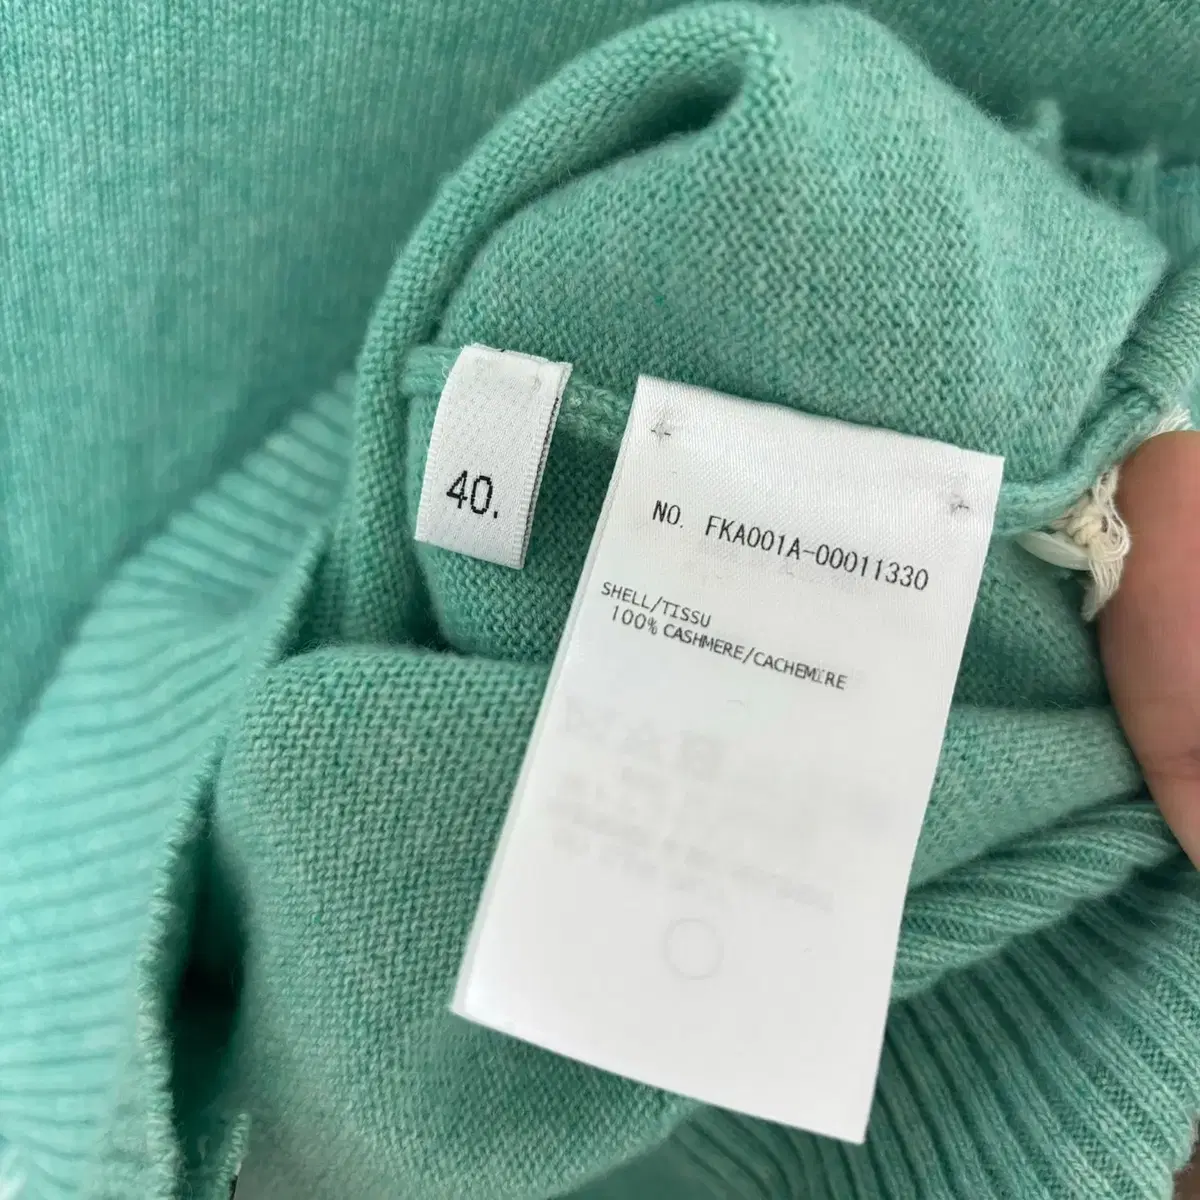 40.
NO. FKA001A-00011330
SHELL/TISSU
100% CASHMERE/CACHEMIRE